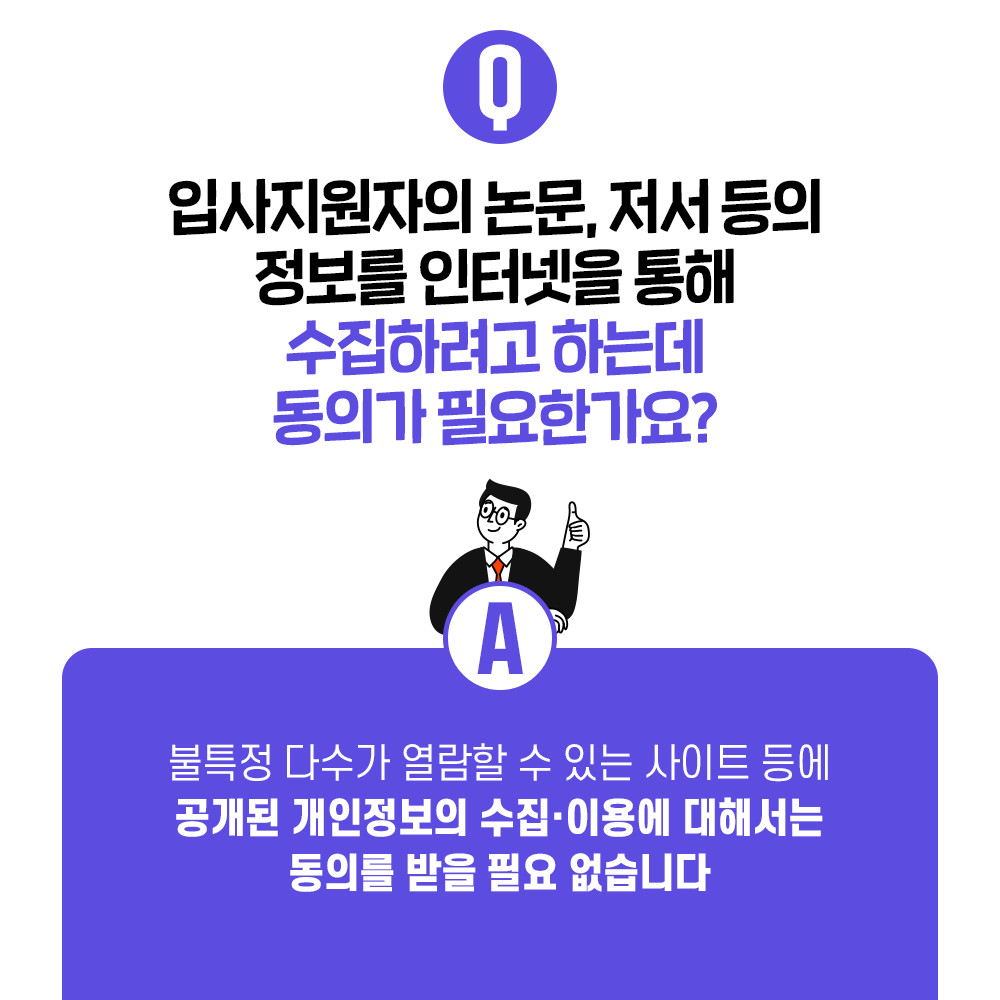 Q
입사지원자의 논문, 저서 등의
정보를 인터넷을 통해
수집하려고 하는데
동의가 필요한가요?
A
불특정 다수가 열람할 수 있는 사이트 등에
공개된 개인정보의 수집·이용에 대해서는
동의를 받을 필요 없습니다